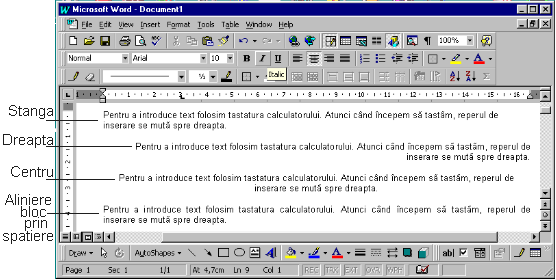 Microsoft Word - Document1
File Edit View Insert Format Tools Table Window Help
100%
Normal Arial 10 B I U
½ Italic
Stanga
Pentru a introduce text folosim tastatura calculatorului. Atunci când începem să tastăm, reperul de
inserare se mută spre dreapta.
Dreapta
Pentru a introduce text folosim tastatura calculatorului. Atunci când începem să tastăm, reperul de
inserare se mută spre dreapta.
Centru
Pentru a introduce text folosim tastatura calculatorului. Atunci când începem să tastăm, reperul de
inserare se mută spre dreapta.
Aliniere
bloc
prin
spatiere
Pentru a introduce text folosim tastatura calculatorului. Atunci când începem să tastăm, reperul de
inserare se mută spre dreapta.
Draw AutoShapes ab|
Page 1 Sec 1 1/1 At 4,7cm Ln 9 Col 1 REC TRK EXT OVR WPH